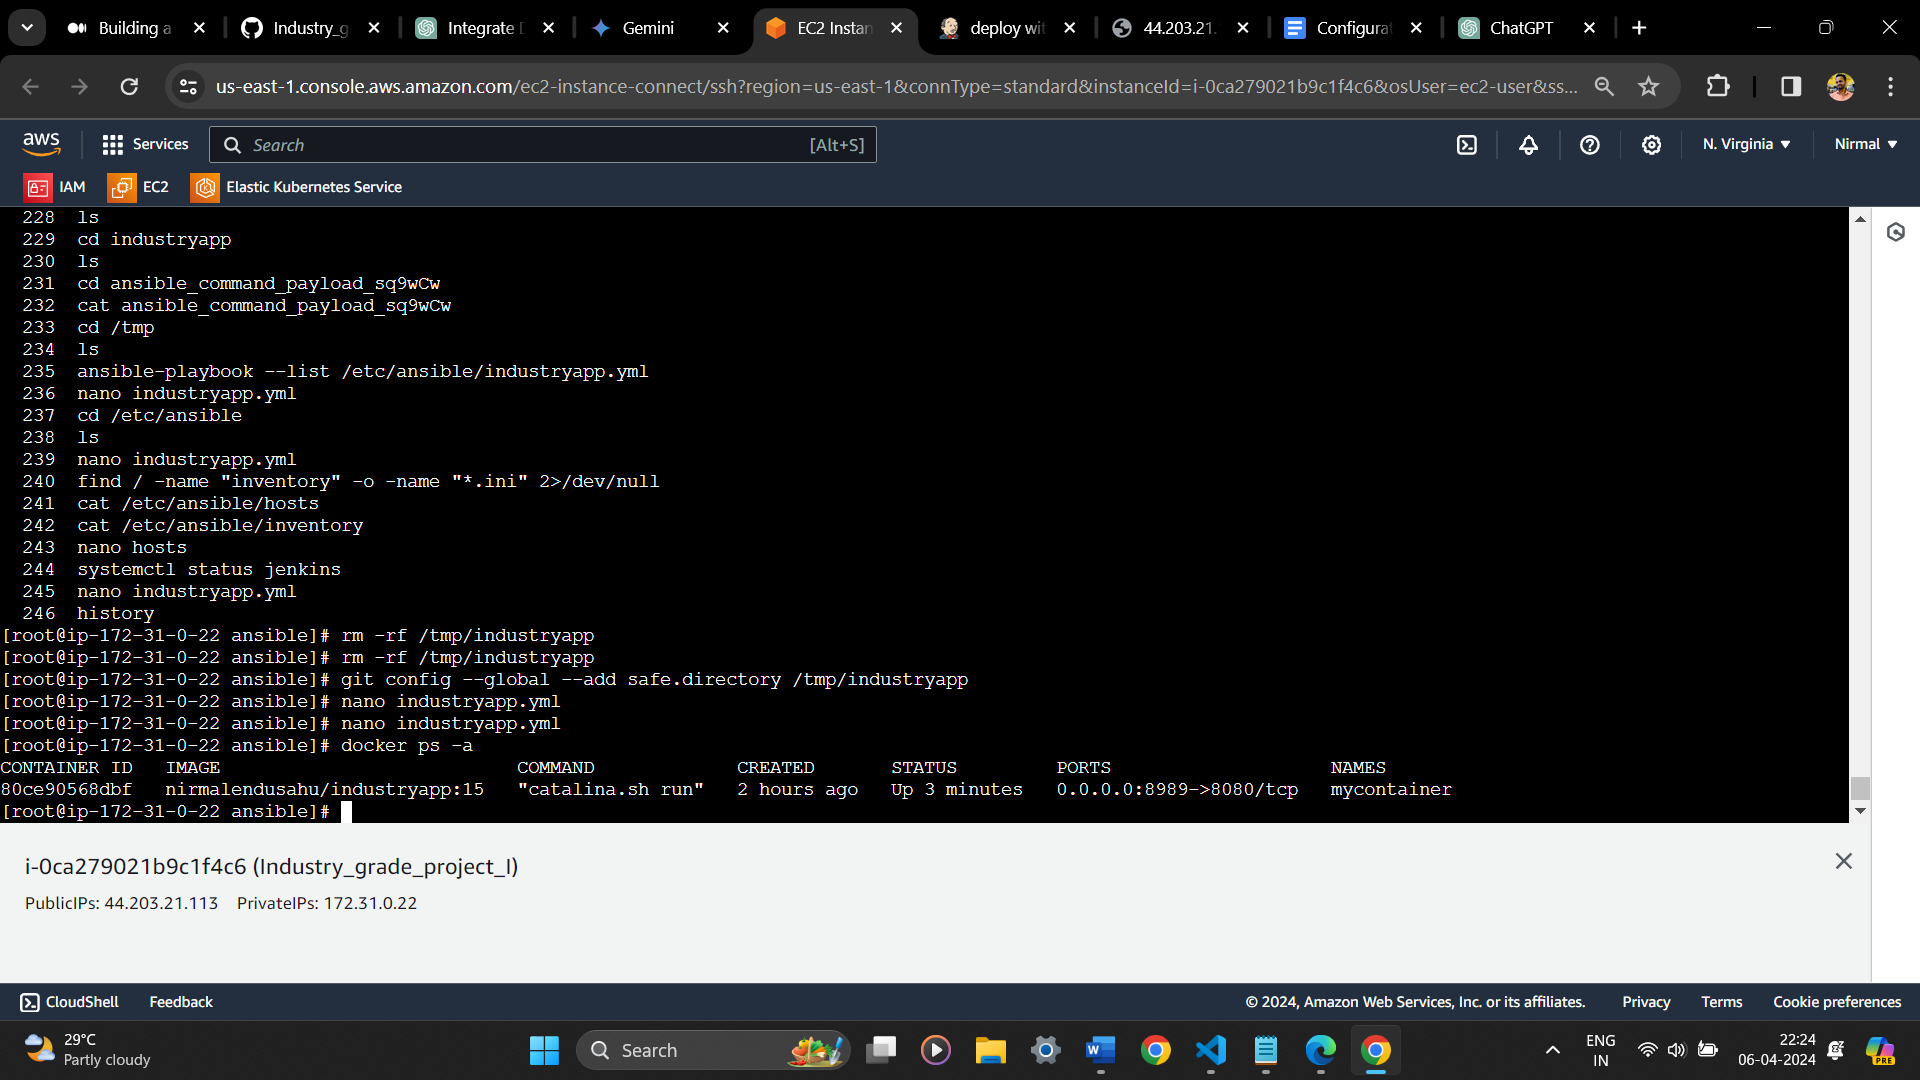 Building a
Industry_g
Integrate D
Gemini
EC2 Instan
deploy wit
44.203.21.
Configurat
ChatGPT
us-east-1.console.aws.amazon.com/ec2-instance-connect/ssh?region=us-east-1&connType=standard&instanceId=i-0ca279021b9c1f4c6&osUser=ec2-user&ss...
aws
Services
Search
[Alt+S]
N. Virginia
Nirmal
IAM
EC2
Elastic Kubernetes Service
228 ls
229 cd industryapp
230 ls
231 cd ansible_command_payload_sq9wCw
232 cat ansible_command_payload_sq9wCw
233 cd /tmp
234 ls
235 ansible-playbook --list /etc/ansible/industryapp.yml
236 nano industryapp.yml
237 cd /etc/ansible
238 ls
239 nano industryapp.yml
240 find / -name "inventory" -o -name "*.ini" 2>/dev/null
241 cat /etc/ansible/hosts
242 cat /etc/ansible/inventory
243 nano hosts
244 systemctl status jenkins
245 nano industryapp.yml
246 history
[root@ip-172-31-0-22 ansible]# rm -rf /tmp/industryapp
[root@ip-172-31-0-22 ansible]# rm -rf /tmp/industryapp
[root@ip-172-31-0-22 ansible]# git config --global --add safe.directory /tmp/industryapp
[root@ip-172-31-0-22 ansible]# nano industryapp.yml
[root@ip-172-31-0-22 ansible]# nano industryapp.yml
[root@ip-172-31-0-22 ansible]# docker ps -a
CONTAINER ID IMAGE COMMAND CREATED STATUS PORTS NAMES
80ce90568dbf nirmalendusahu/industryapp:15 "catalina.sh run" 2 hours ago Up 3 minutes 0.0.0.0:8989->8080/tcp mycontainer
[root@ip-172-31-0-22 ansible]#
i-0ca279021b9c1f4c6 (Industry_grade_project_I)
PublicIPs: 44.203.21.113 PrivateIPs: 172.31.0.22
CloudShell
Feedback
© 2024, Amazon Web Services, Inc. or its affiliates.
Privacy
Terms
Cookie preferences
29°C
Partly cloudy
Search
ENG
IN
22:24
06-04-2024
PRE